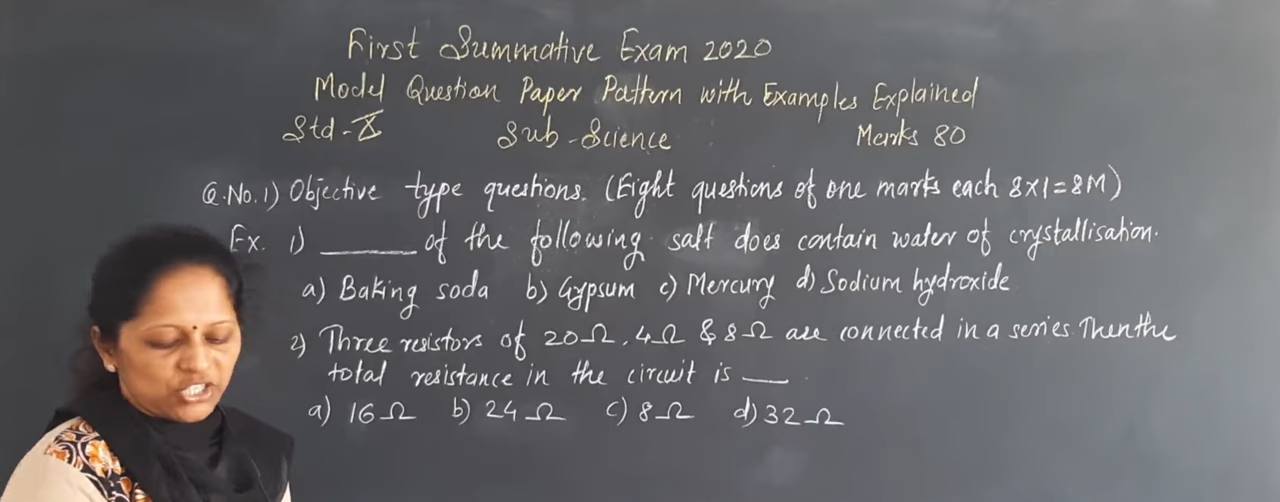 First Summative Exam 2020
Model Question Paper Pattern with Examples Explained
Std-X Sub-Science Marks 80
Q.No.1) Objective type questions. (Eight questions of one marks each 8x1=8M)
Ex. 1) ______ of the following salt does contain water of crystallisation.
a) Baking soda b) Gypsum c) Mercury d) Sodium hydroxide
2) Three resistors of 20Ω, 4Ω & 8Ω are connected in a series. Then the
total resistance in the circuit is ___.
a) 16Ω b) 24Ω c) 8Ω d) 32Ω